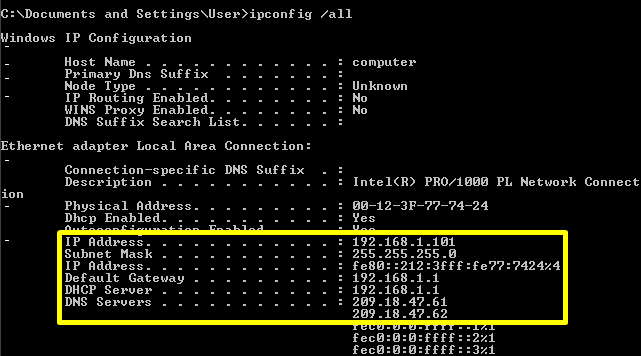 C:\Documents and Settings\User>ipconfig /all
Windows IP Configuration
Host Name . . . . . . . . . . . . : computer
Primary Dns Suffix . . . . . . . :
Node Type . . . . . . . . . . . . : Unknown
IP Routing Enabled. . . . . . . . : No
WINS Proxy Enabled. . . . . . . . : No
DNS Suffix Search List. . . . . . :
Ethernet adapter Local Area Connection:
Connection-specific DNS Suffix . :
Description . . . . . . . . . . . : Intel(R) PRO/1000 PL Network Connect
ion
Physical Address. . . . . . . . . : 00-12-3F-77-74-24
Dhcp Enabled. . . . . . . . . . . : Yes
Autoconfiguration Enabled . . . . : Yes
IP Address. . . . . . . . . . . . : 192.168.1.101
Subnet Mask . . . . . . . . . . . : 255.255.255.0
IP Address. . . . . . . . . . . . : fe80::212:3fff:fe77:7424%4
Default Gateway . . . . . . . . . : 192.168.1.1
DHCP Server . . . . . . . . . . . : 192.168.1.1
DNS Servers . . . . . . . . . . . : 209.18.47.61
209.18.47.62
fec0:0:0:ffff::1%1
fec0:0:0:ffff::2%1
fec0:0:0:ffff::3%1